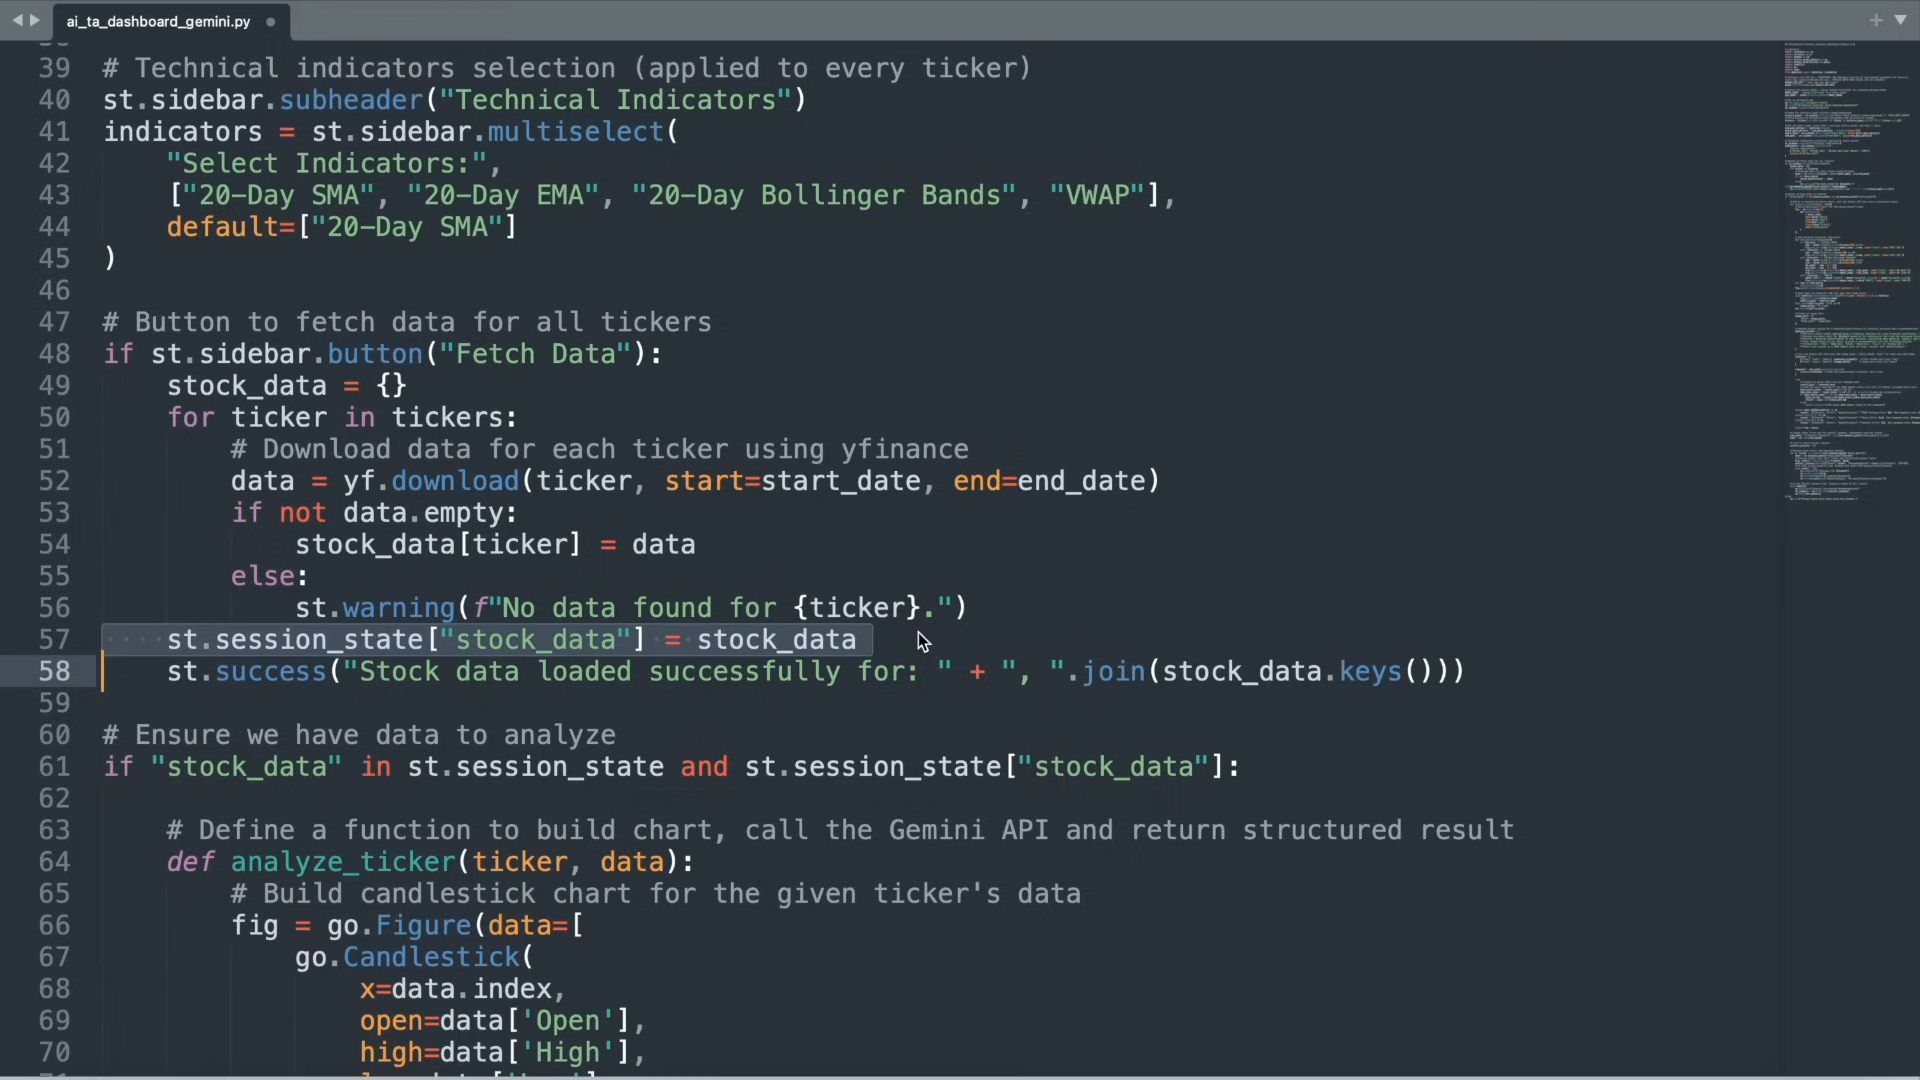 ai_ta_dashboard_gemini.py
39 # Technical indicators selection (applied to every ticker)
40 st.sidebar.subheader("Technical Indicators")
41 indicators = st.sidebar.multiselect(
42     "Select Indicators:",
43     ["20-Day SMA", "20-Day EMA", "20-Day Bollinger Bands", "VWAP"],
44     default=["20-Day SMA"]
45 )
46
47 # Button to fetch data for all tickers
48 if st.sidebar.button("Fetch Data"):
49     stock_data = {}
50     for ticker in tickers:
51         # Download data for each ticker using yfinance
52         data = yf.download(ticker, start=start_date, end=end_date)
53         if not data.empty:
54             stock_data[ticker] = data
55         else:
56             st.warning(f"No data found for {ticker}.")
57     st.session_state["stock_data"] = stock_data
58     st.success("Stock data loaded successfully for: " + ", ".join(stock_data.keys()))
59
60 # Ensure we have data to analyze
61 if "stock_data" in st.session_state and st.session_state["stock_data"]:
62
63     # Define a function to build chart, call the Gemini API and return structured result
64     def analyze_ticker(ticker, data):
65         # Build candlestick chart for the given ticker's data
66         fig = go.Figure(data=[
67             go.Candlestick(
68                 x=data.index,
69                 open=data['Open'],
70                 high=data['High'],